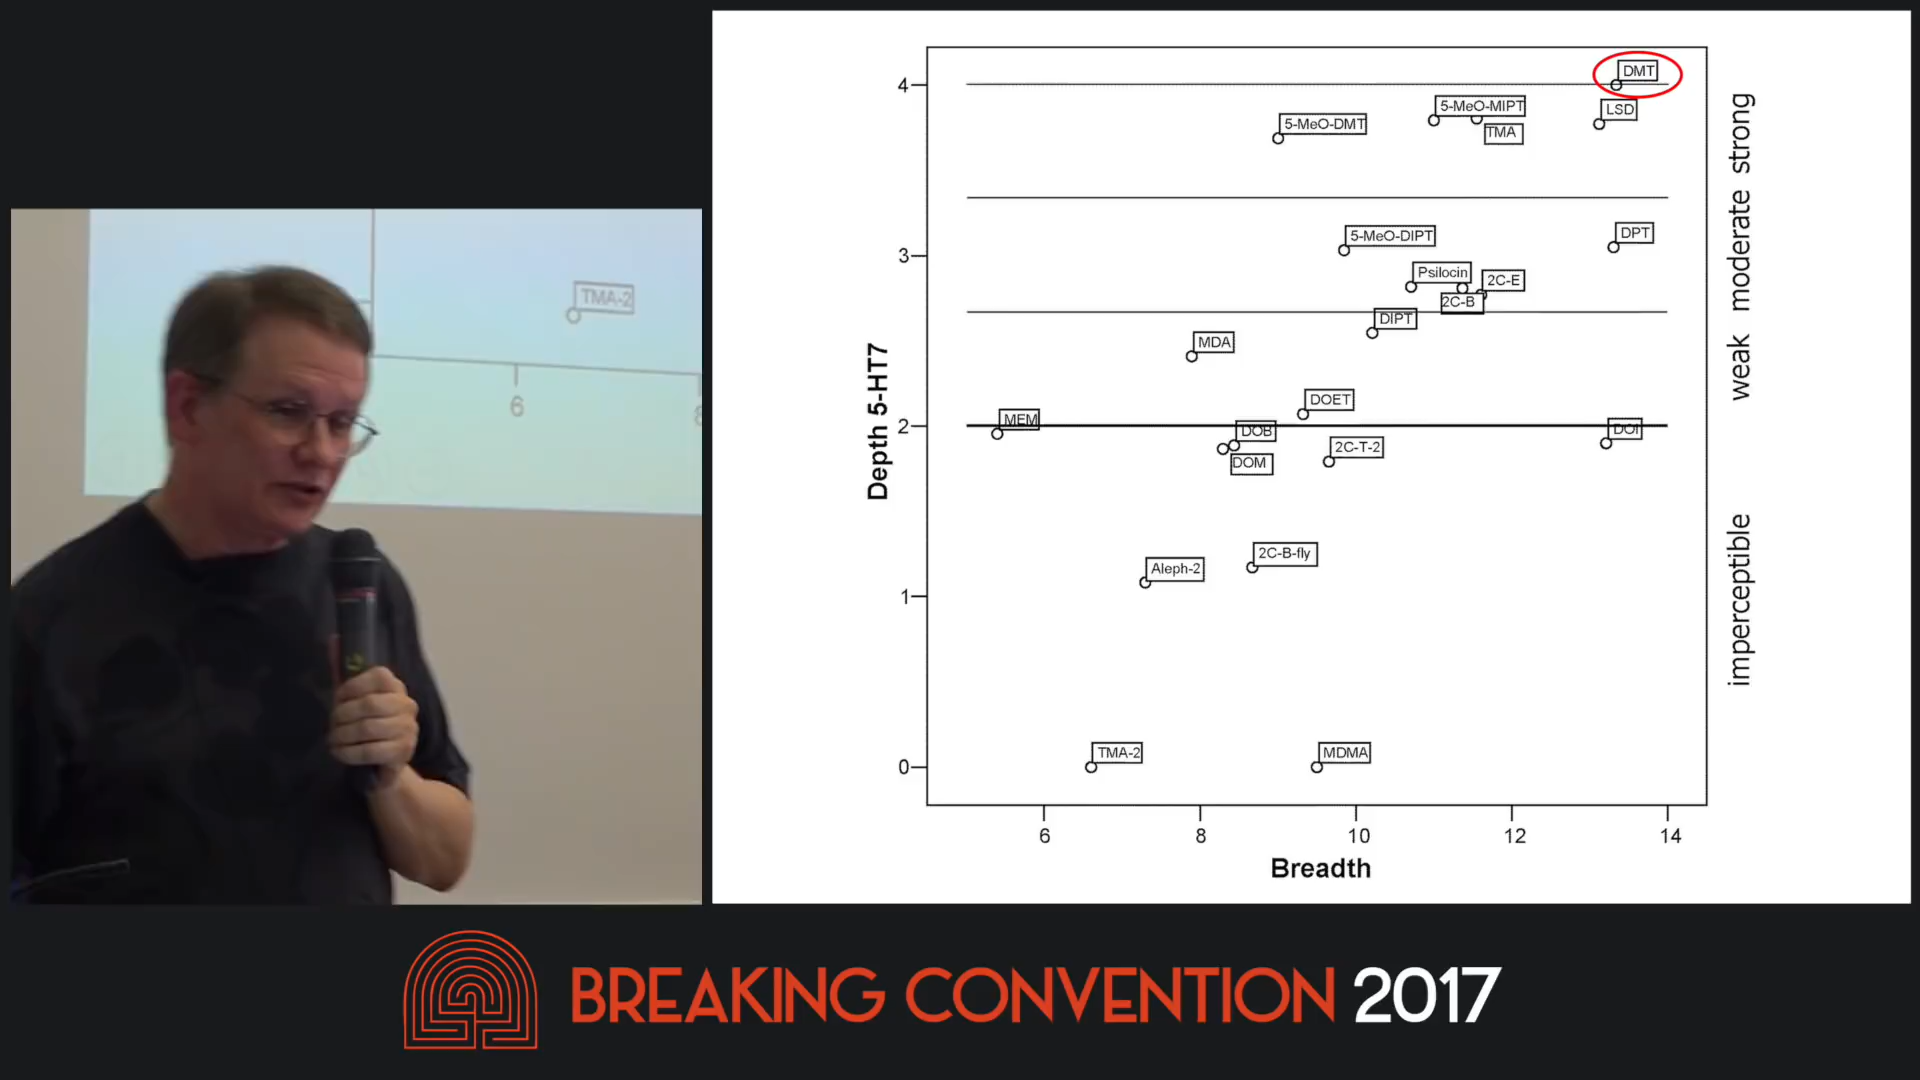 TMA-2
6
8
DMT
4
LSD
5-MeO-MIPT
5-MeO-DMT
TMA
strong
5-MeO-DIPT
DPT
3
Psilocin
2C-E
2C-B
moderate
DIPT
MDA
weak
Depth 5-HT7
DOET
MEM
2
DOB
DOI
2C-T-2
DOM
2C-B-fly
Aleph-2
imperceptible
1
TMA-2
MDMA
0
6 8 10 12 14
Breadth
BREAKING CONVENTION 2017